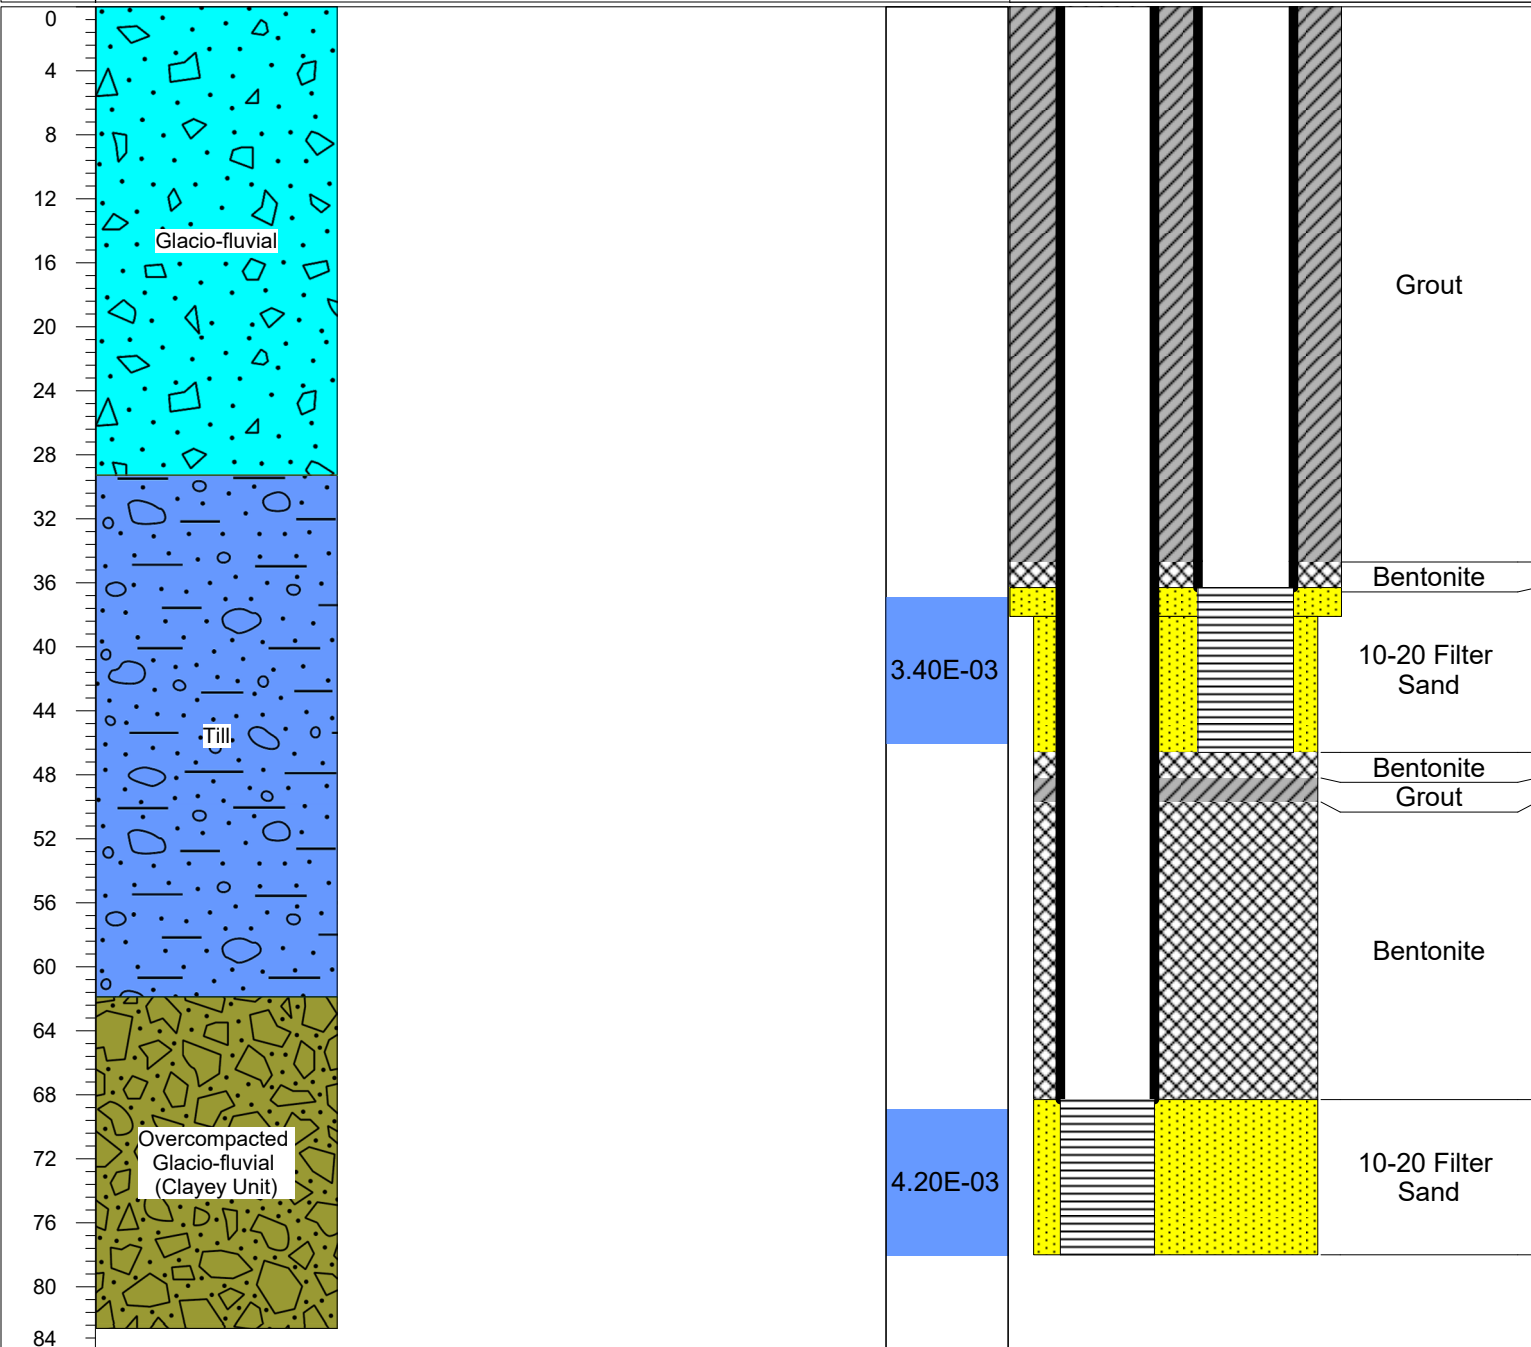 0
4
8
12
16
20
24
28
32
36
40
44
48
52
56
60
64
68
72
76
80
84
Glacio-fluvial
Till
Overcompacted
Glacio-fluvial
(Clayey Unit)
3.40E-03
4.20E-03
Grout
Bentonite
10-20 Filter
Sand
Bentonite
Grout
Bentonite
10-20 Filter
Sand